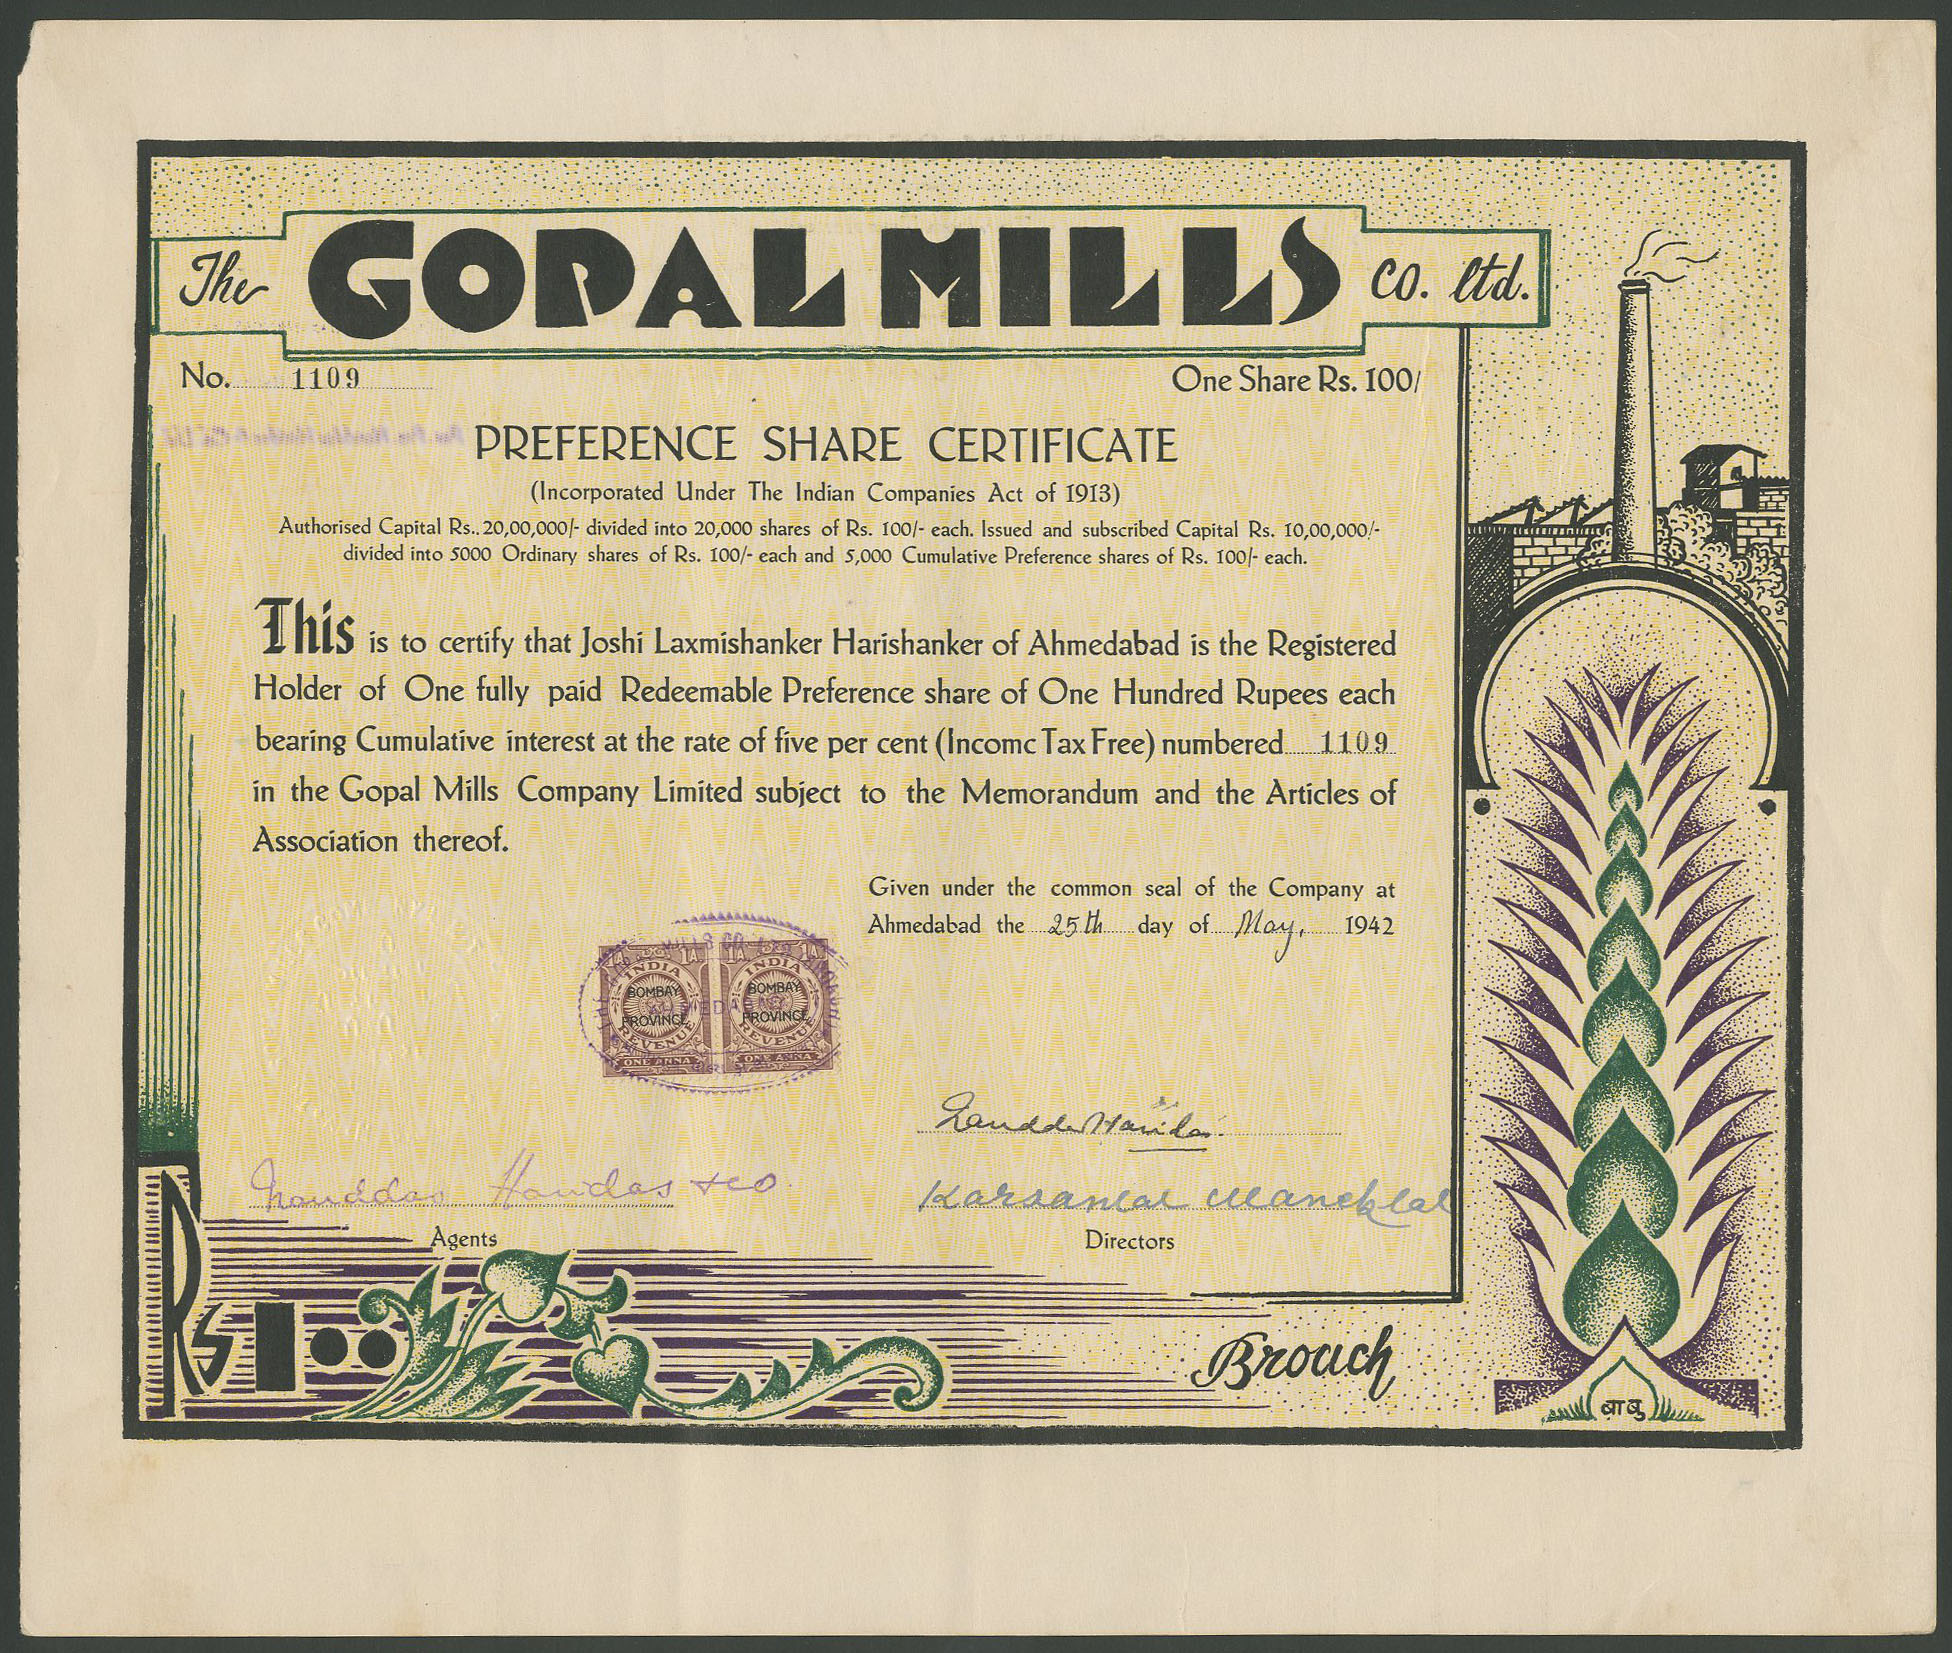 The GOPAL MILLS co. ltd.
No. 1109 One Share Rs. 100/
PREFERENCE SHARE CERTIFICATE
(Incorporated Under The Indian Companies Act of 1913)
Authorised Capital Rs.. 20,00,000/- divided into 20,000 shares of Rs. 100/- each. Issued and subscribed Capital Rs. 10,00,000/-
divided into 5000 Ordinary shares of Rs. 100/- each and 5,000 Cumulative Preference shares of Rs. 100/- each.
This is to certify that Joshi Laxmishanker Harishanker of Ahmedabad is the Registered
Holder of One fully paid Redeemable Preference share of One Hundred Rupees each
bearing Cumulative interest at the rate of five per cent (Incomc Tax Free) numbered 1109
in the Gopal Mills Company Limited subject to the Memorandum and the Articles of
Association thereof.
Given under the common seal of the Company at
Ahmedabad the 25th day of May, 1942
1A 1A 1A 1A
INDIA INDIA
BOMBAY BOMBAY
PROVINCE PROVINCE
REVENUE REVENUE
ONE ANNA ONE ANNA
Karsanlal Maneklal
Agents Directors
Rs 100
Brouch
बाबु